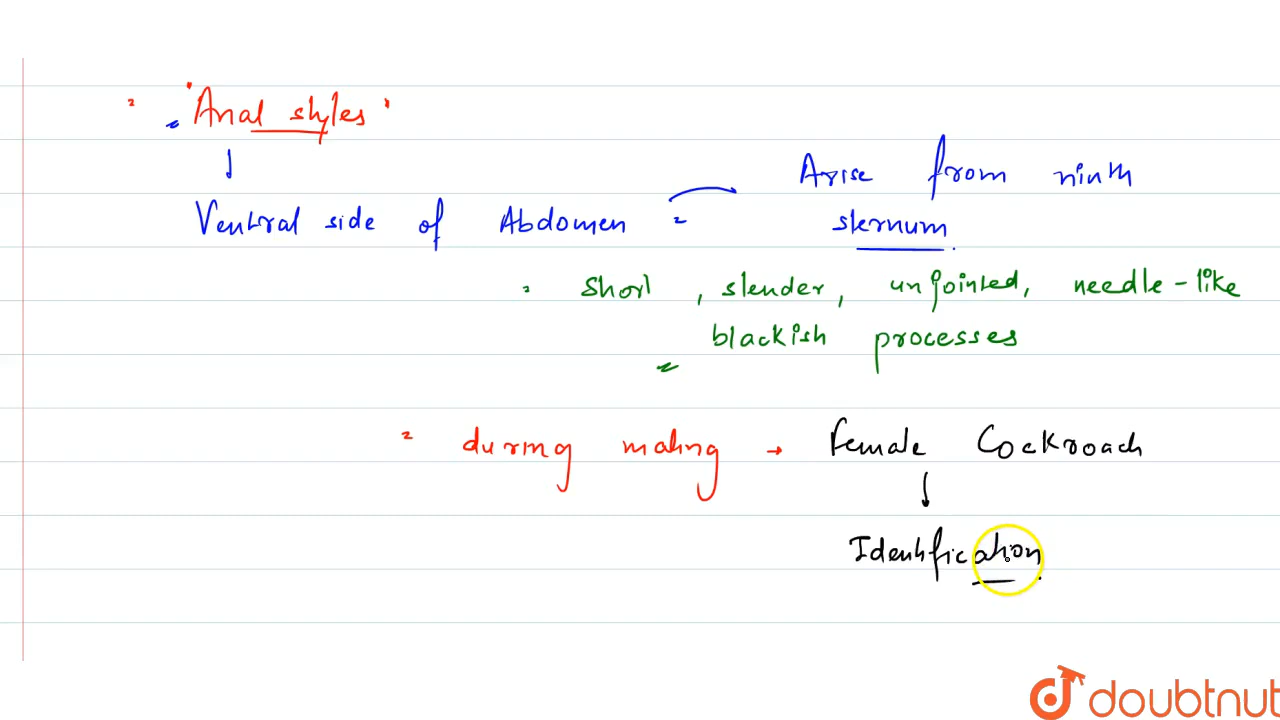 "Anal styles"
Arise from ninth
Ventral side of Abdomen
sternum.
Short, slender, unjointed, needle-like
blackish processes
during mating → Female Cockroach
Identification
doubtnut